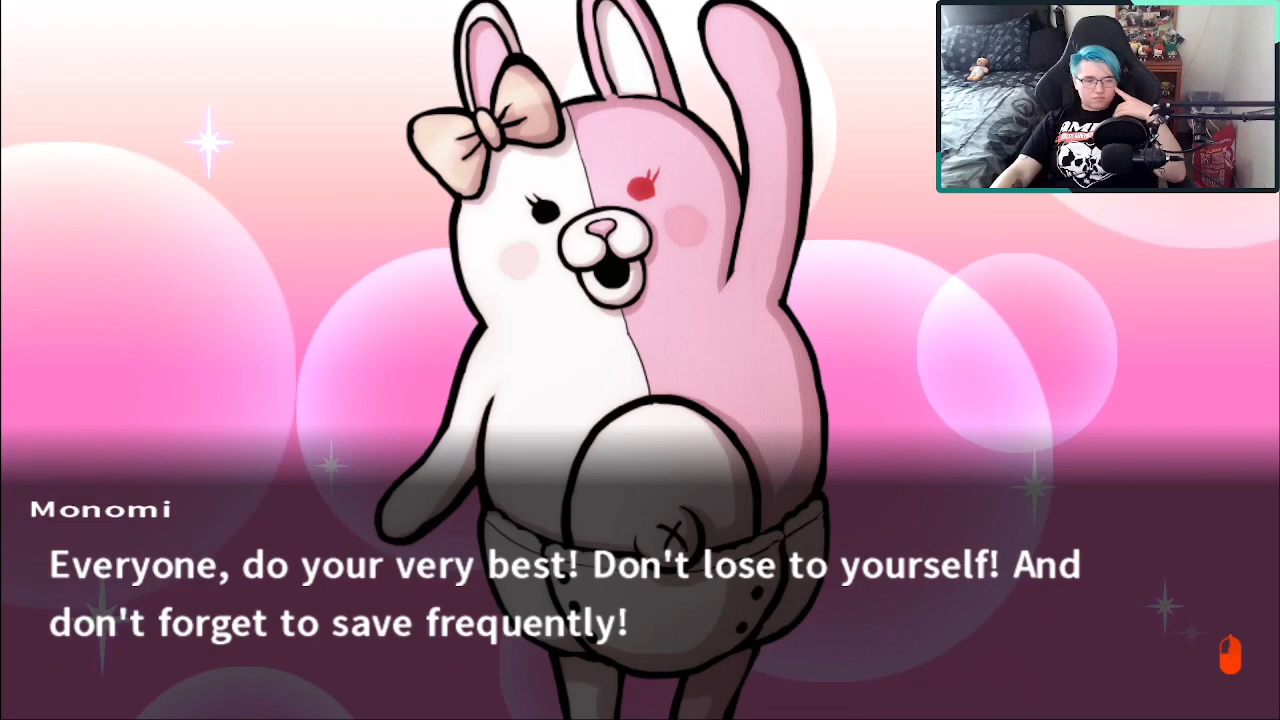 Monomi
Everyone, do your very best! Don't lose to yourself! And
don't forget to save frequently!